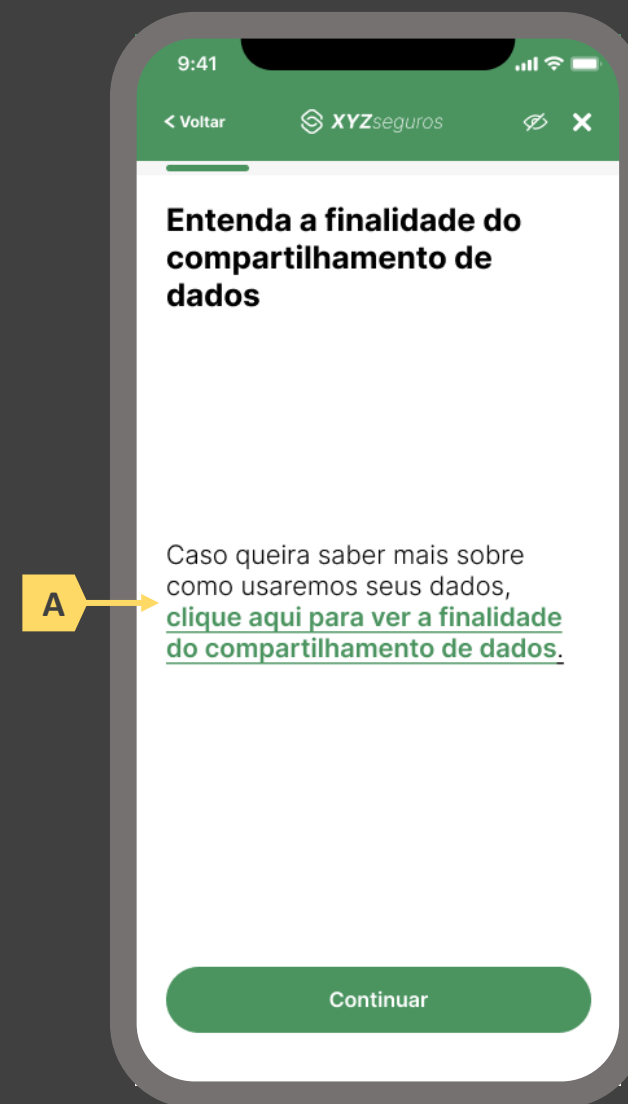 9:41
< Voltar
XYZseguros
Entenda a finalidade do
compartilhamento de
dados
Caso queira saber mais sobre
como usaremos seus dados,
A
clique aqui para ver a finalidade
do compartilhamento de dados.
Continuar